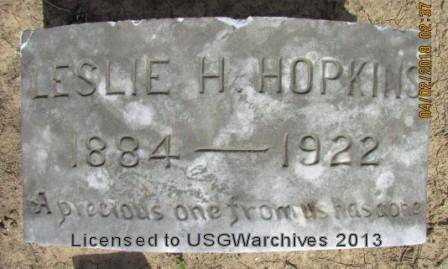 LESLIE H. HOPKINS
1884 — 1922
A precious one from us has gone
Licensed to USGWarchives 2013
04/02/2013 02:37